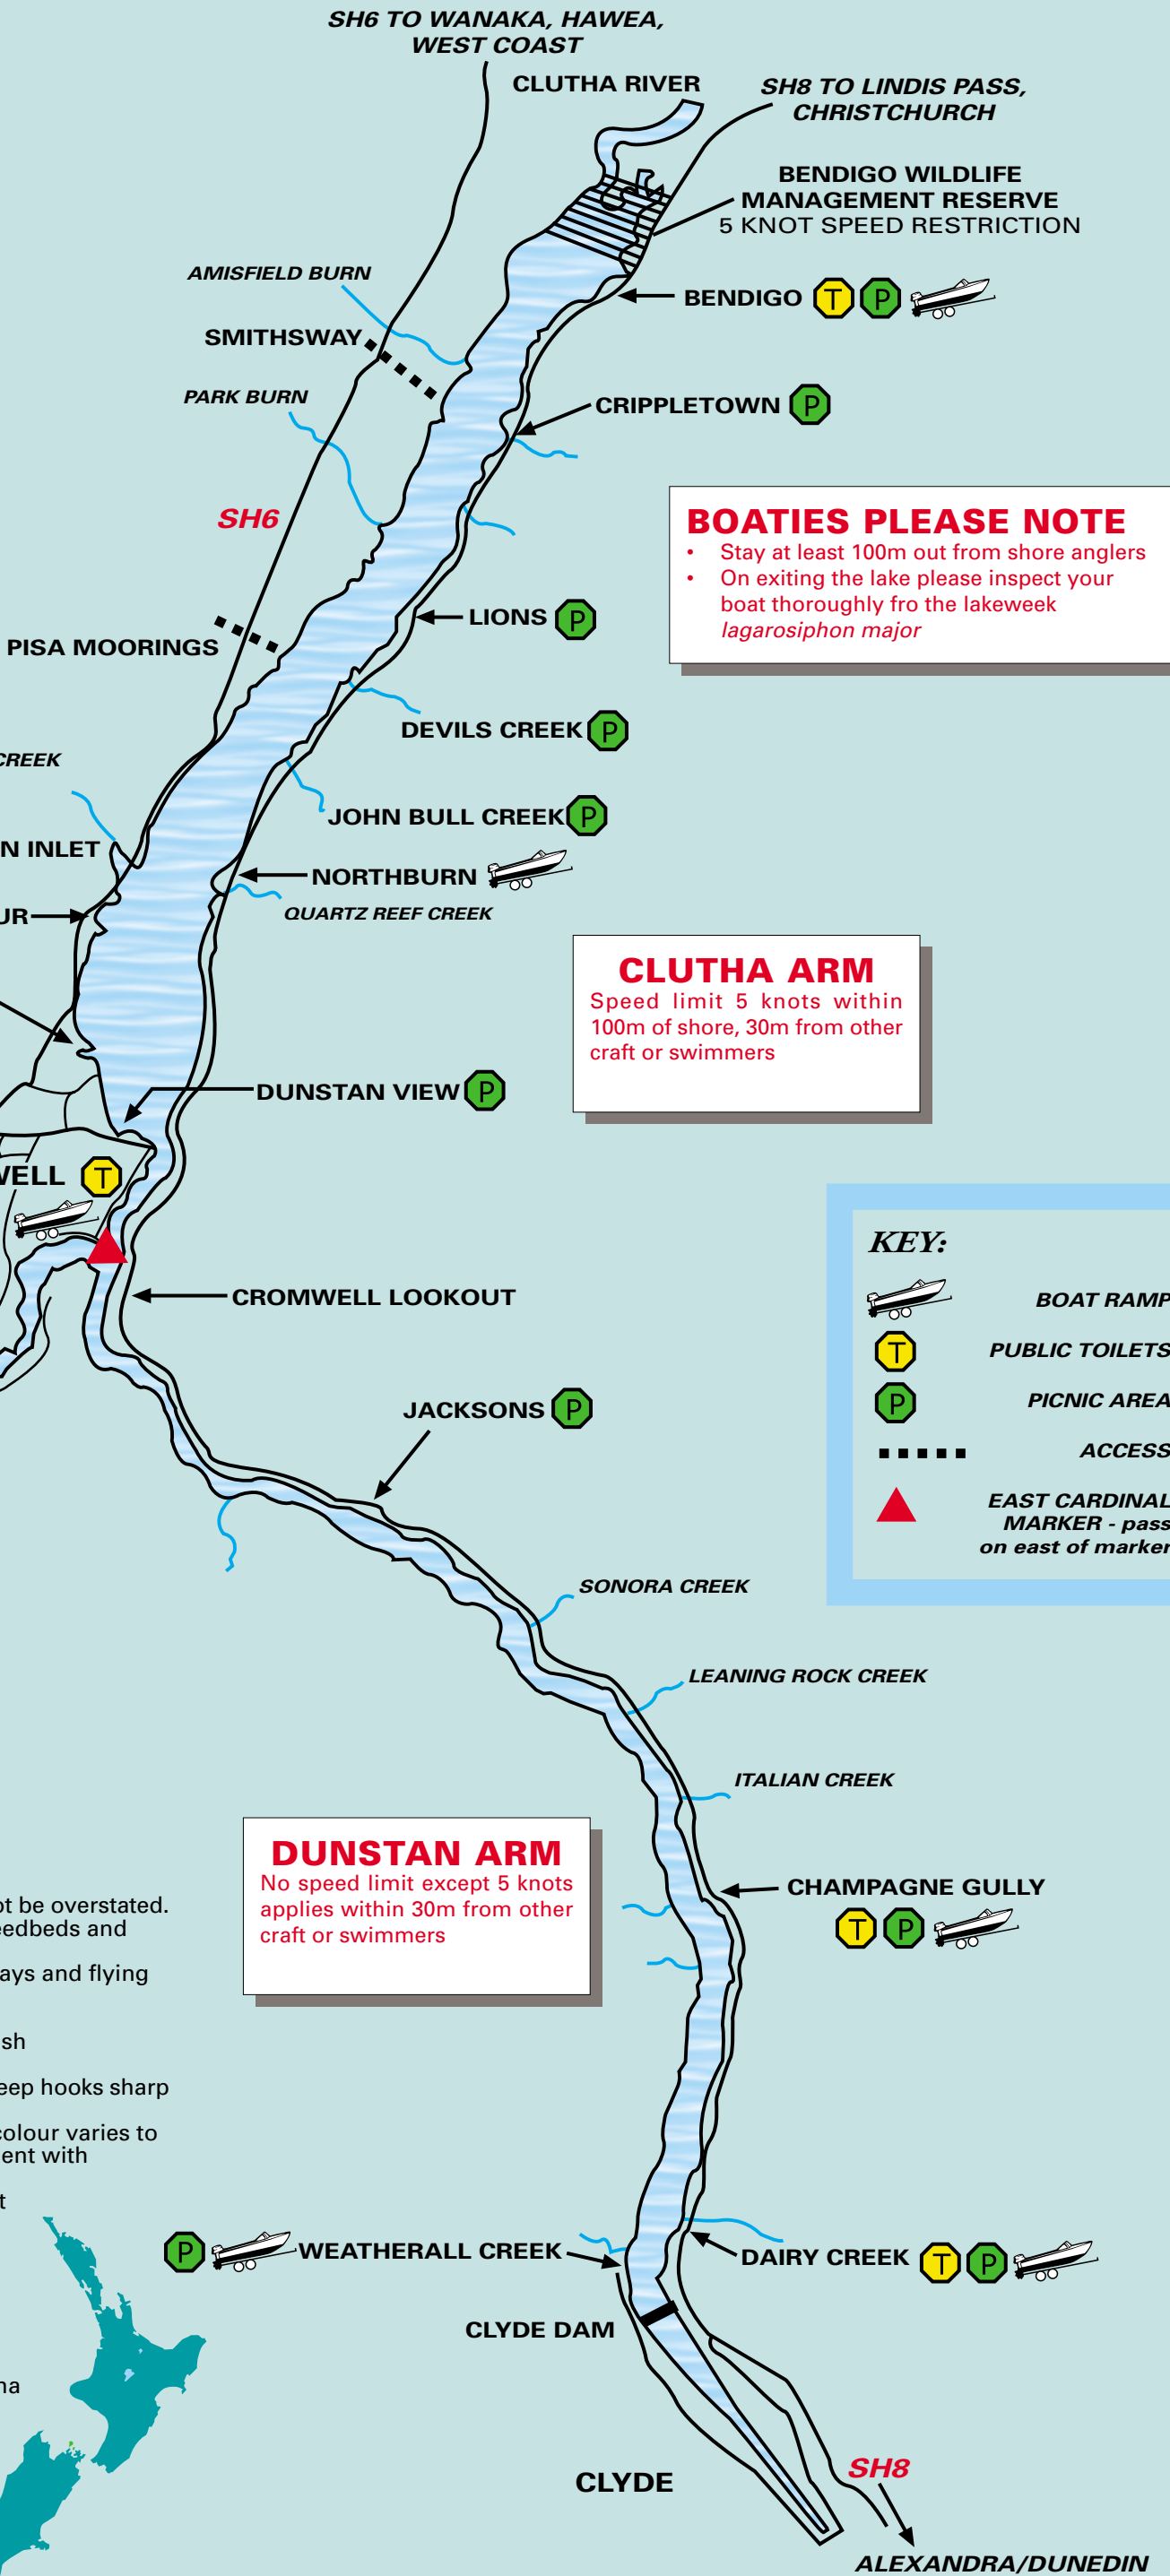 SH6 TO WANAKA, HAWEA,
WEST COAST
CLUTHA RIVER
SH8 TO LINDIS PASS,
CHRISTCHURCH
BENDIGO WILDLIFE
MANAGEMENT RESERVE
5 KNOT SPEED RESTRICTION
AMISFIELD BURN
BENDIGO T P
SMITHSWAY
PARK BURN
CRIPPLETOWN P
SH6
BOATIES PLEASE NOTE
• Stay at least 100m out from shore anglers
• On exiting the lake please inspect your
boat thoroughly fro the lakeweek
lagarosiphon major
LIONS P
PISA MOORINGS
DEVILS CREEK P
CREEK
JOHN BULL CREEK P
N INLET
NORTHBURN
UR
QUARTZ REEF CREEK
CLUTHA ARM
Speed limit 5 knots within
100m of shore, 30m from other
craft or swimmers
DUNSTAN VIEW P
WELL T
KEY:
CROMWELL LOOKOUT
BOAT RAMP
T PUBLIC TOILETS
P PICNIC AREA
JACKSONS P
ACCESS
EAST CARDINAL
MARKER - pass
on east of marker
SONORA CREEK
LEANING ROCK CREEK
ITALIAN CREEK
DUNSTAN ARM
No speed limit except 5 knots
applies within 30m from other
craft or swimmers
CHAMPAGNE GULLY
T P
ot be overstated.
eedbeds and
ays and flying
sh
eep hooks sharp
colour varies to
ent with
t
P WEATHERALL CREEK
DAIRY CREEK T P
CLYDE DAM
na
SH8
CLYDE
ALEXANDRA/DUNEDIN